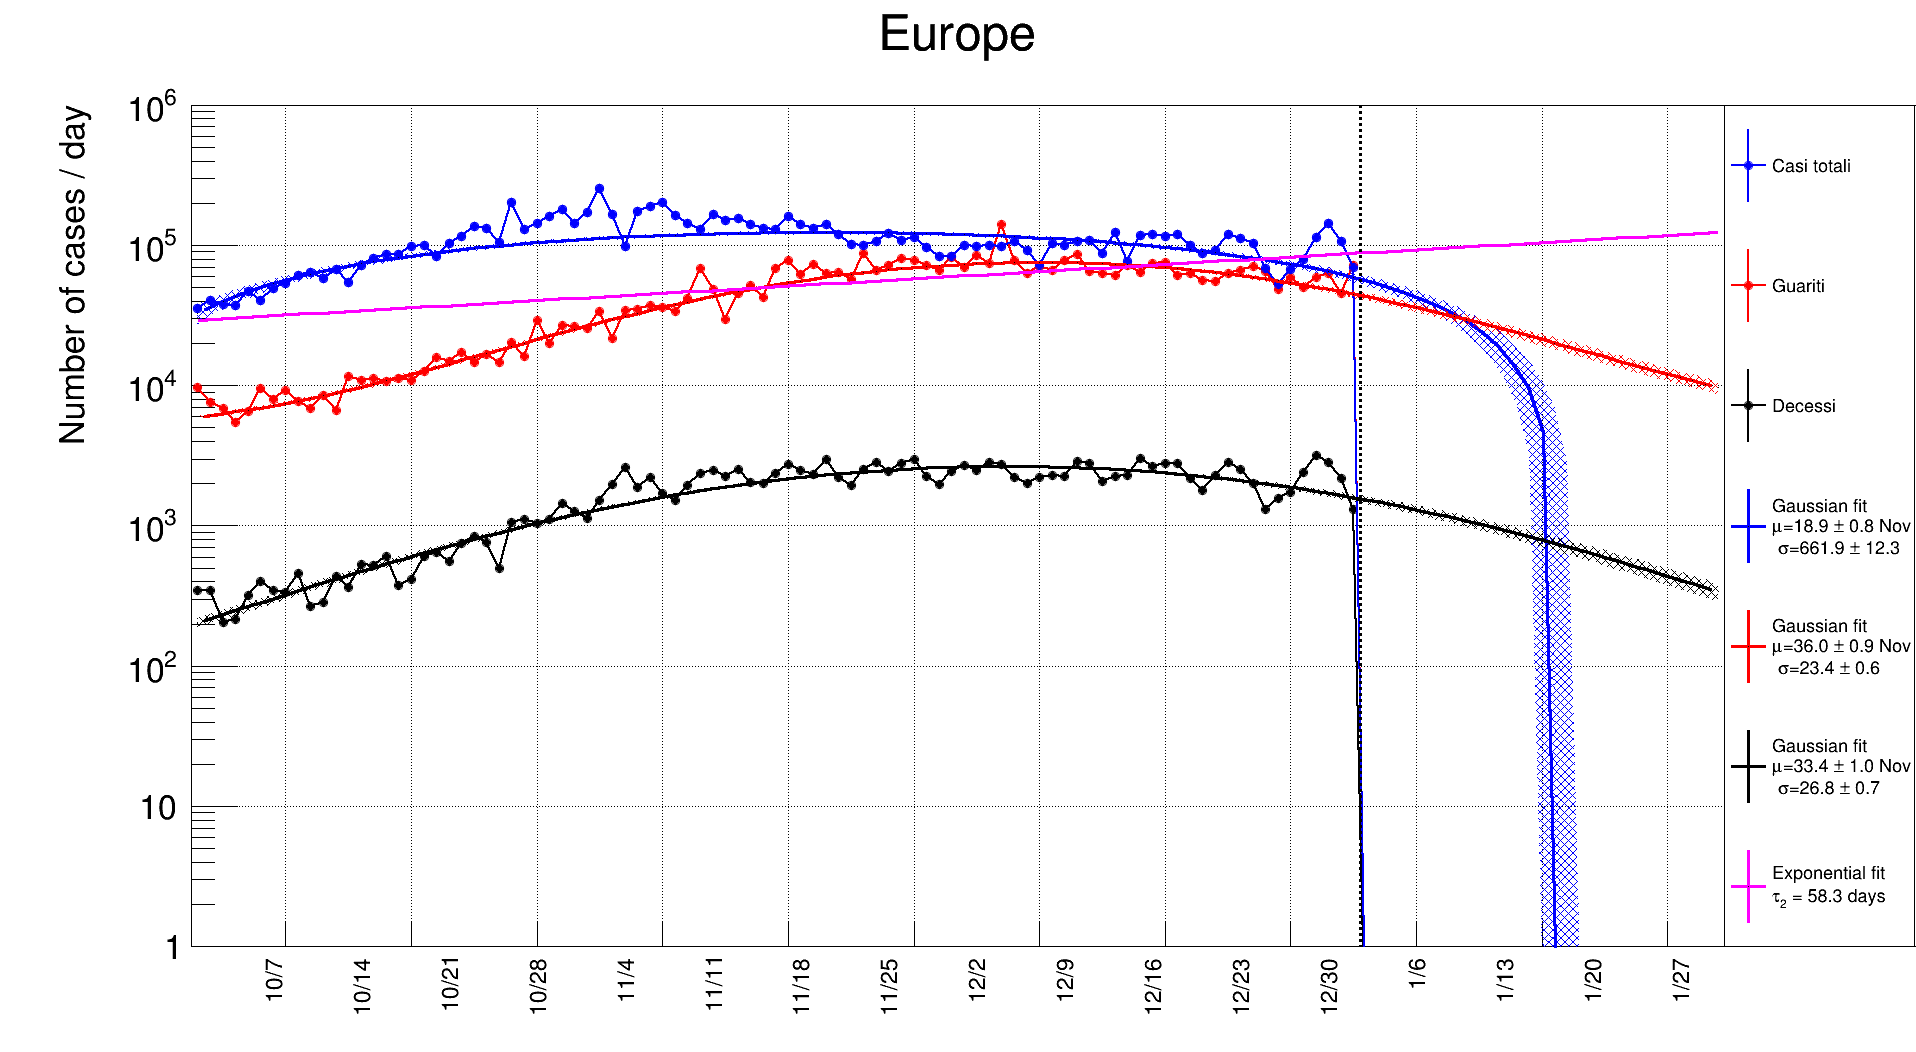 Europe
Number of cases / day
10^6
10^5
10^4
10^3
10^2
10
1
10/7
10/14
10/21
10/28
11/4
11/11
11/18
11/25
12/2
12/9
12/16
12/23
12/30
1/6
1/13
1/20
1/27
Casi totali
Guariti
Decessi
Gaussian fit
μ=18.9 ± 0.8 Nov
σ=661.9 ± 12.3
Gaussian fit
μ=36.0 ± 0.9 Nov
σ=23.4 ± 0.6
Gaussian fit
μ=33.4 ± 1.0 Nov
σ=26.8 ± 0.7
Exponential fit
τ₂ = 58.3 days